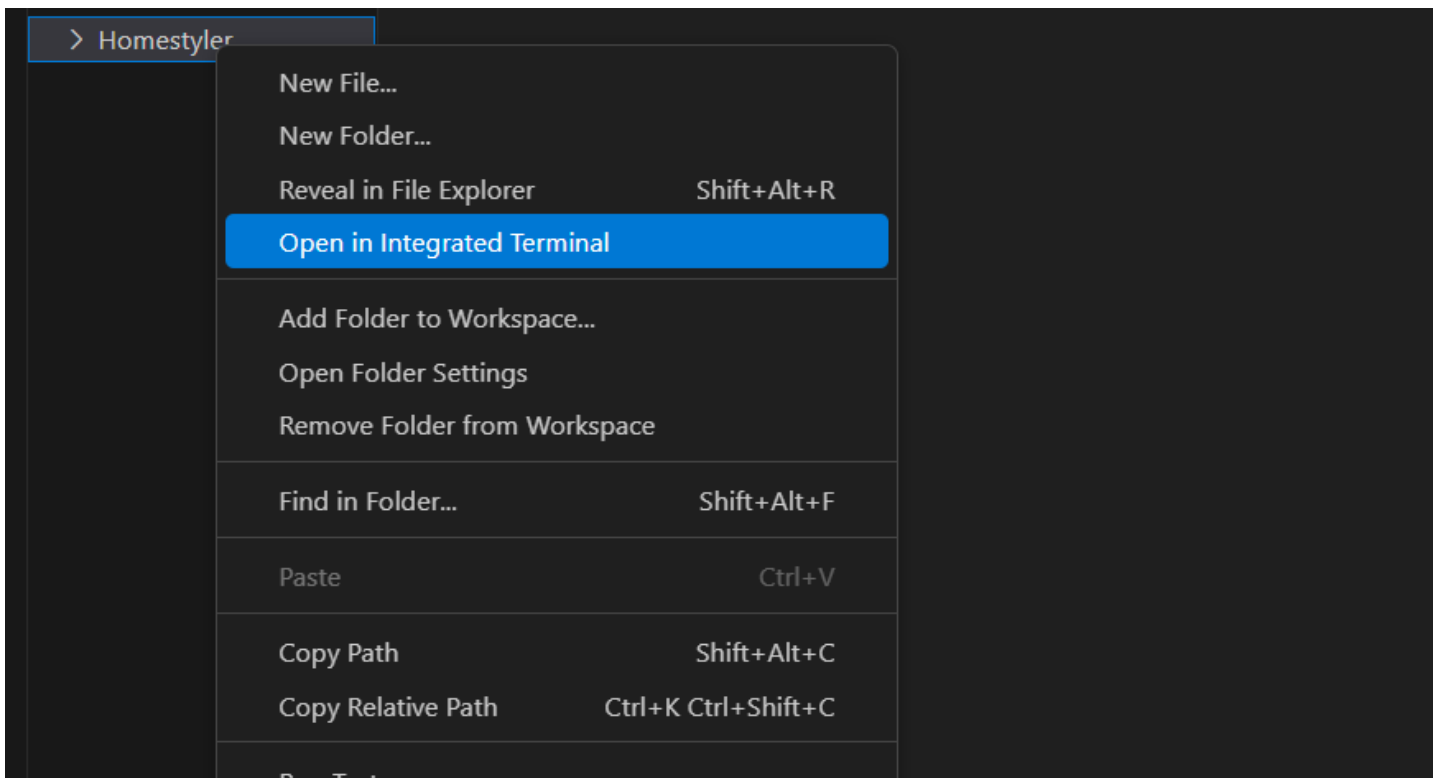 Homestyler
New File...
New Folder...
Reveal in File Explorer Shift+Alt+R
Open in Integrated Terminal
Add Folder to Workspace...
Open Folder Settings
Remove Folder from Workspace
Find in Folder... Shift+Alt+F
Paste Ctrl+V
Copy Path Shift+Alt+C
Copy Relative Path Ctrl+K Ctrl+Shift+C